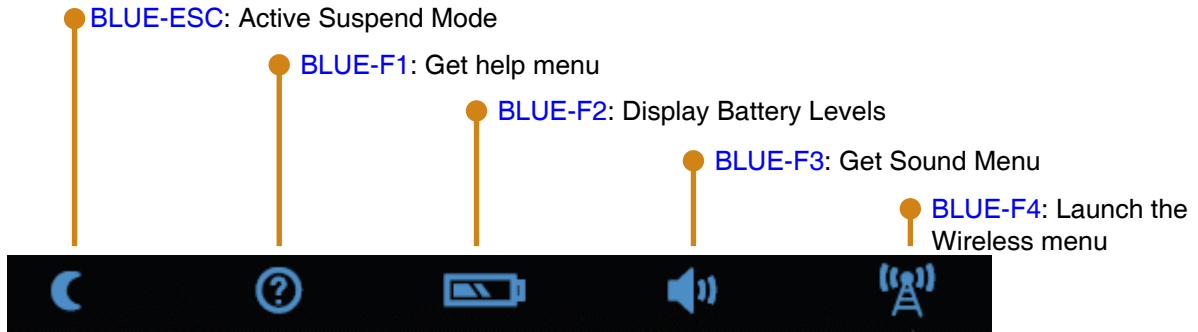 BLUE-ESC: Active Suspend Mode
BLUE-F1: Get help menu
BLUE-F2: Display Battery Levels
BLUE-F3: Get Sound Menu
BLUE-F4: Launch the
Wireless menu